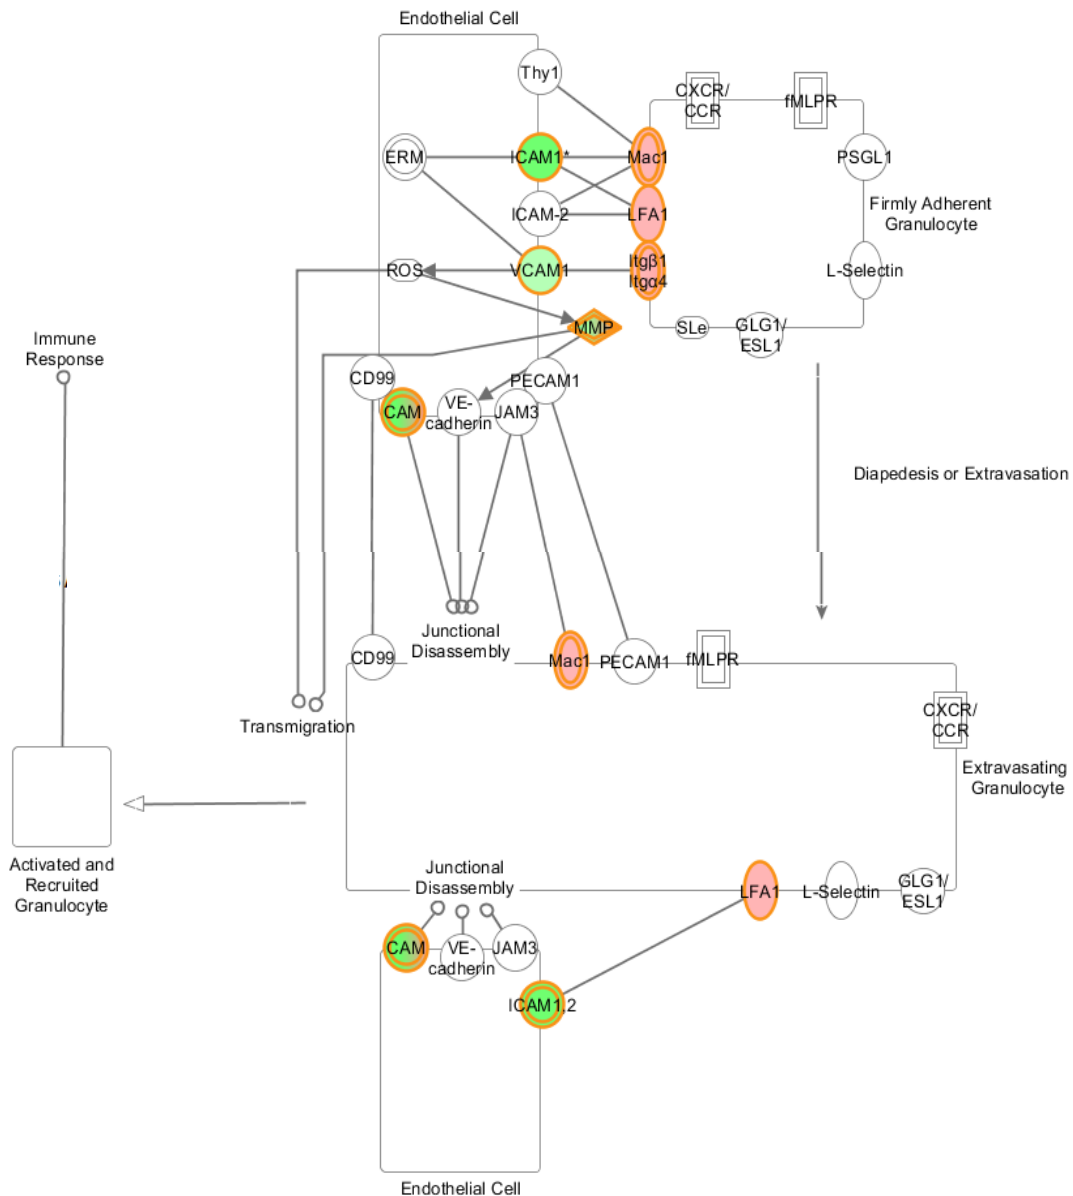 Endothelial Cell
Thy1
CXCR/
CCR
fMLPR
ERM
ICAM1*
Mac1
PSGL1
ICAM-2
LFA1
Firmly Adherent
Granulocyte
ROS
VCAM1
Itgβ1
Itgα4
L-Selectin
MMP
SLe
GLG1/
ESL1
Immune
Response
CD99
PECAM1
CAM
VE-
cadherin
JAM3
Diapedesis or Extravasation
Junctional
Disassembly
CD99
Mac1
PECAM1
fMLPR
Transmigration
CXCR/
CCR
Extravasating
Granulocyte
Activated and
Recruited
Granulocyte
Junctional
Disassembly
LFA1
L-Selectin
GLG1/
ESL1
CAM
VE-
cadherin
JAM3
ICAM1,2
Endothelial Cell